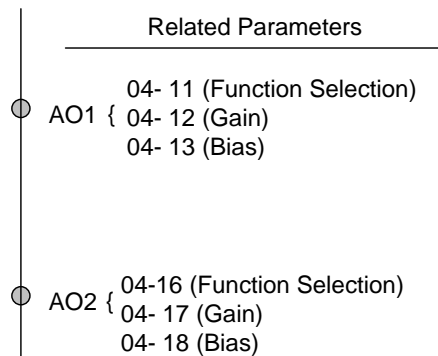 Related Parameters
04- 11 (Function Selection)
AO1 { 04- 12 (Gain)
04- 13 (Bias)
04-16 (Function Selection)
AO2 { 04- 17 (Gain)
04- 18 (Bias)